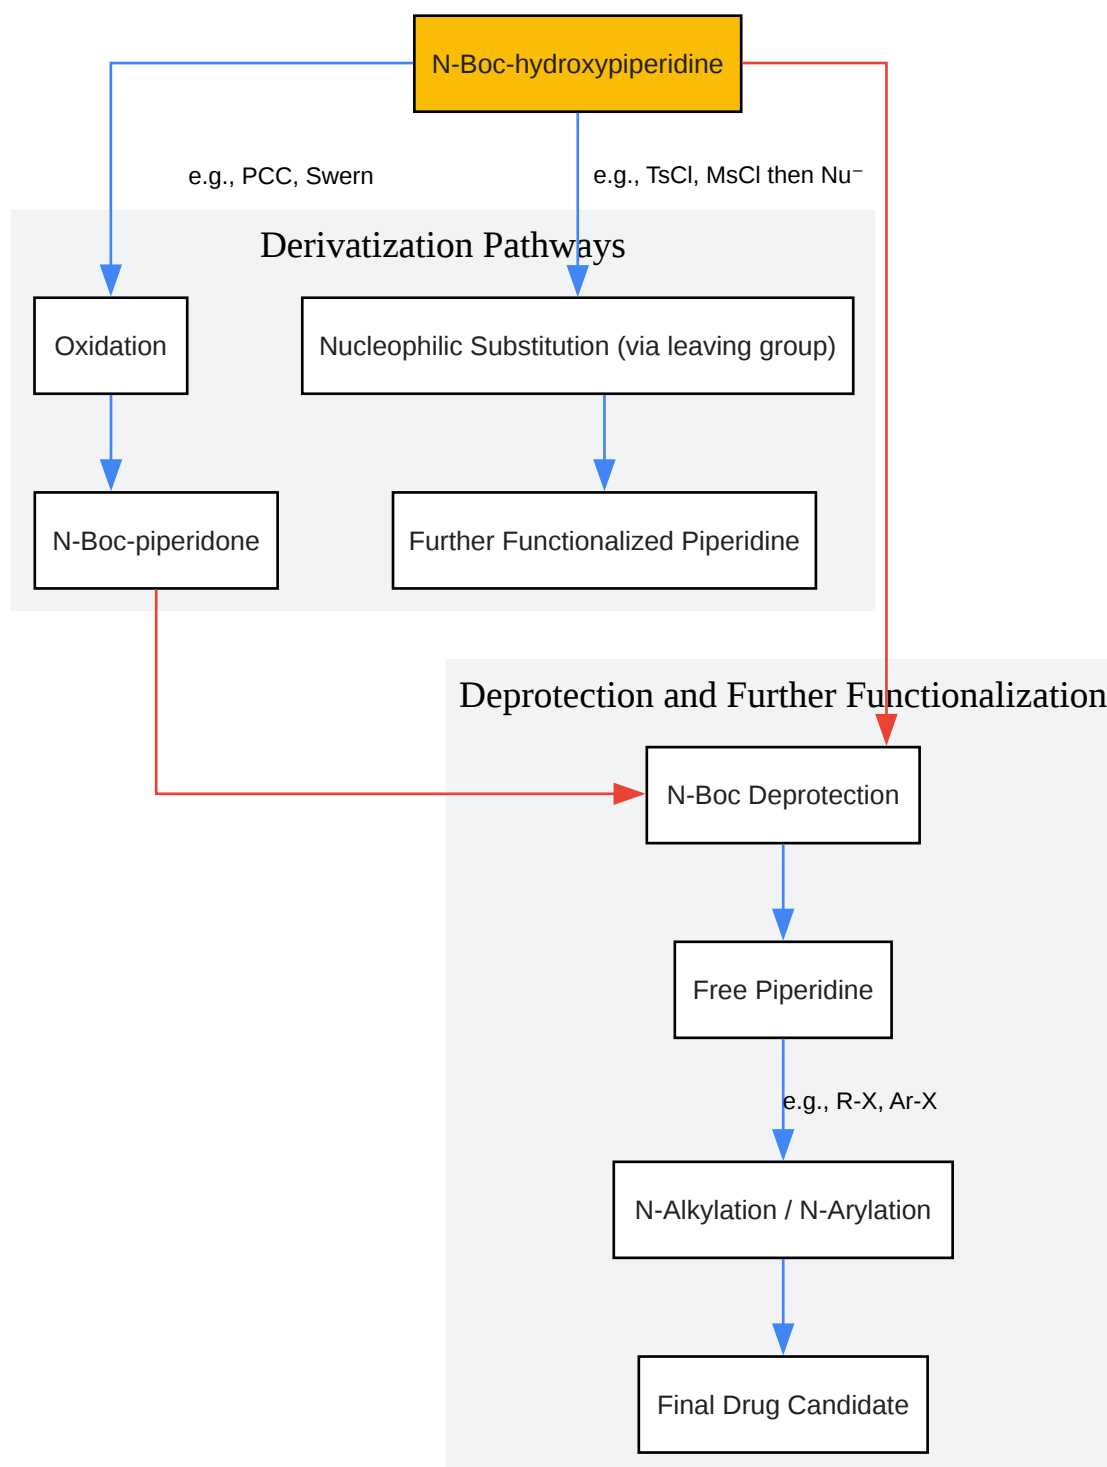 N-Boc-hydroxypiperidine
e.g., PCC, Swern
e.g., TsCl, MsCl then Nu⁻
Derivatization Pathways
Oxidation
Nucleophilic Substitution (via leaving group)
N-Boc-piperidone
Further Functionalized Piperidine
Deprotection and Further Functionalization
N-Boc Deprotection
Free Piperidine
e.g., R-X, Ar-X
N-Alkylation / N-Arylation
Final Drug Candidate